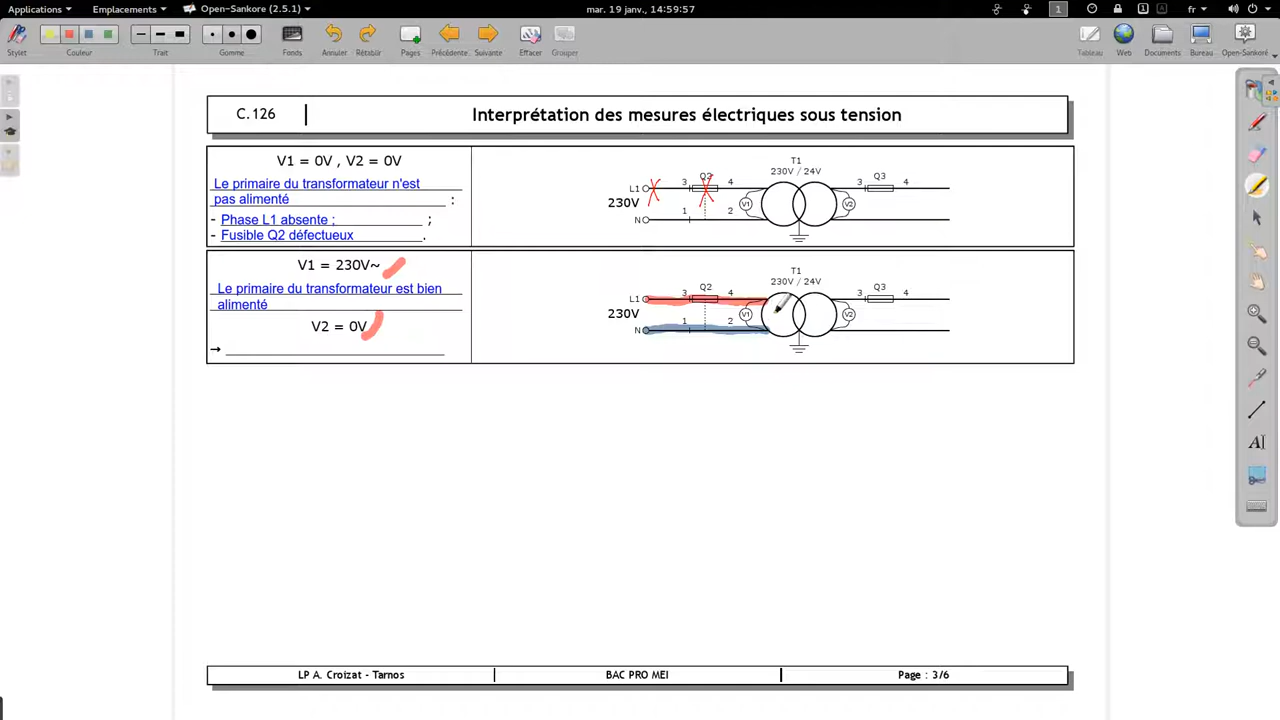 Applications
Emplacements
Open-Sankore (2.5.1)
mar. 19 janv., 14:59:57
1
1
A
fr
Stylet
Couleur
Trait
Gomme
Fonds
Annuler
Rétablir
Pages
Précédente
Suivante
Effacer
Grouper
Tableau
Web
Documents
Bureau
Open-Sankoré
C.126
Interprétation des mesures électriques sous tension
V1 = 0V , V2 = 0V
Le primaire du transformateur n'est
pas alimenté :
- Phase L1 absente ; ;
- Fusible Q2 défectueux .
T1
230V / 24V
3 Q2 4
3 Q3 4
L1
230V
V1
V2
N
1 2
V1 = 230V~
Le primaire du transformateur est bien
alimenté
V2 = 0V
→
T1
230V / 24V
3 Q2 4
3 Q3 4
L1
230V
V1
V2
N
1 2
LP A. Croizat - Tarnos
BAC PRO MEI
Page : 3/6
AI